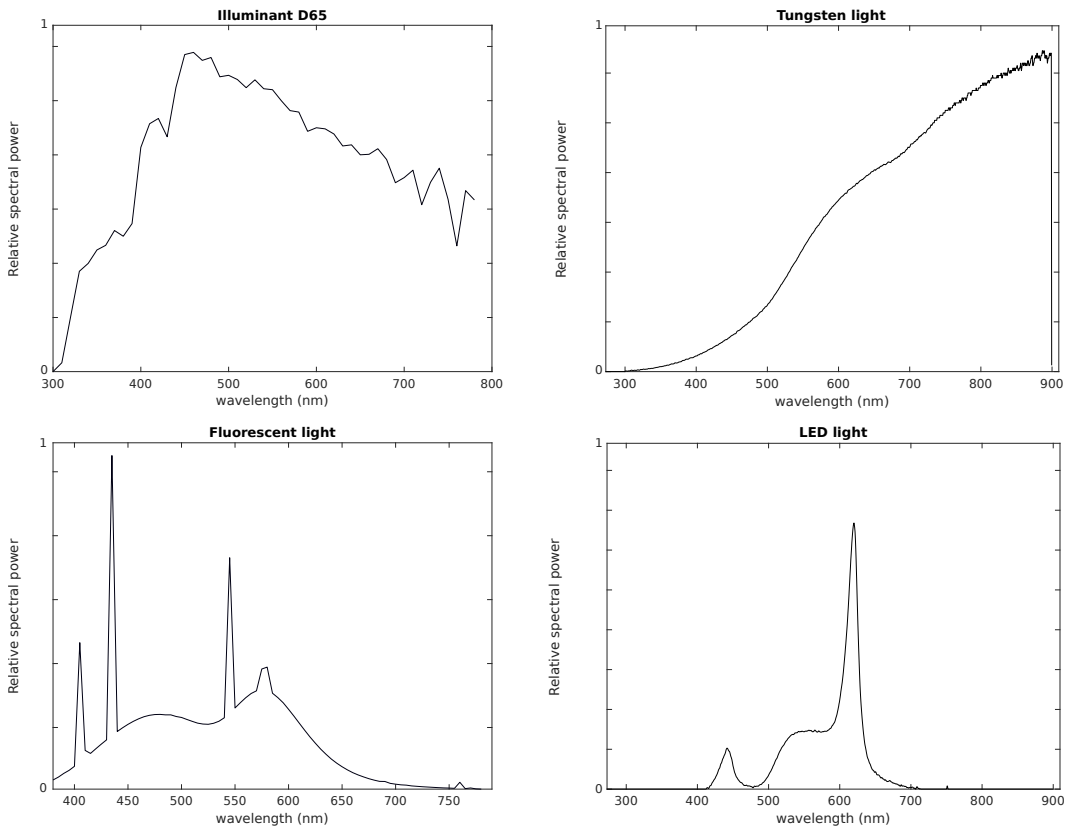 Illuminant D65
1
Relative spectral power
0
300 400 500 600 700 800
wavelength (nm)
Tungsten light
1
Relative spectral power
0
300 400 500 600 700 800 900
wavelength (nm)
Fluorescent light
1
Relative spectral power
0
400 450 500 550 600 650 700 750
wavelength (nm)
LED light
1
Relative spectral power
0
300 400 500 600 700 800 900
wavelength (nm)